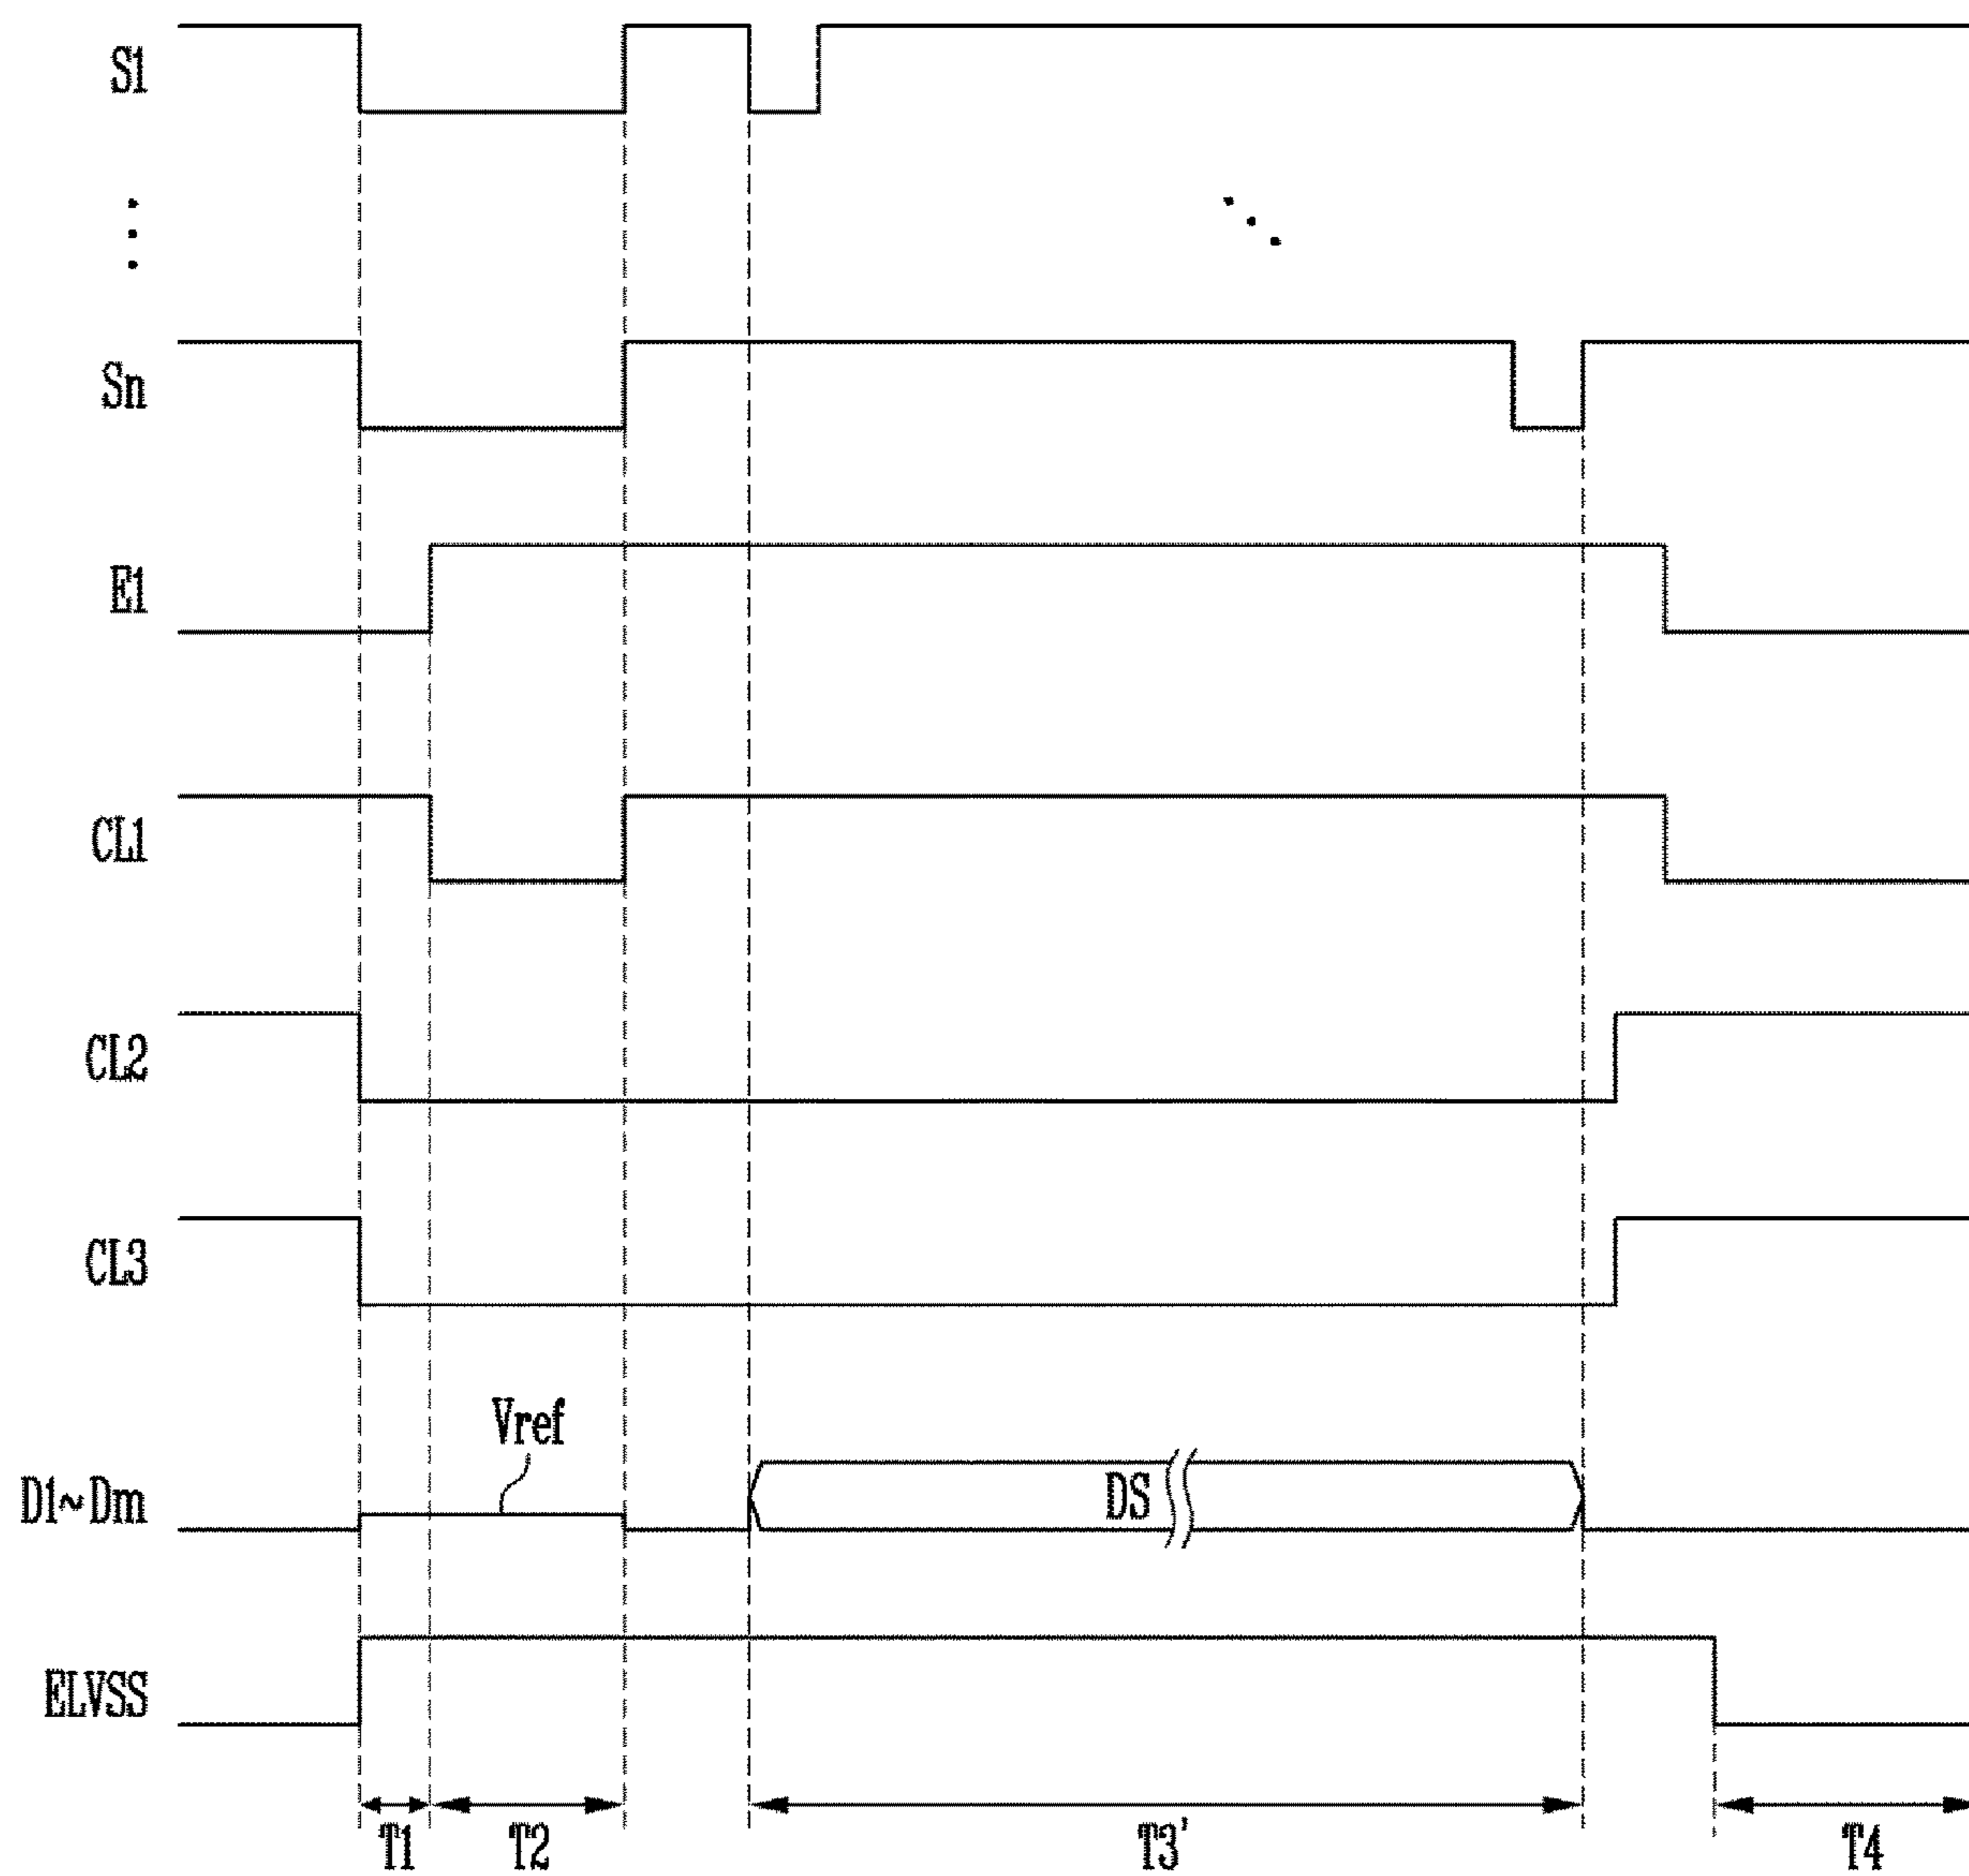 S1
Sn
E1
CL1
CL2
CL3
Vref
D1~Dm
DS
ELVSS
T1
T2
T3'
T4